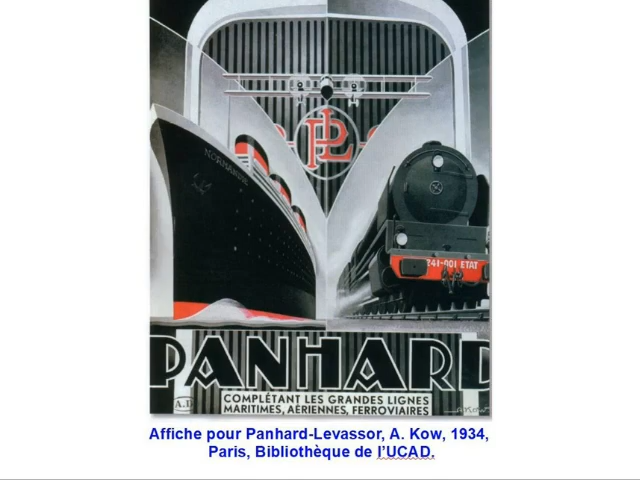 NORMANDIE
PL
241-001 ETAT
PANHARD
COMPLÉTANT LES GRANDES LIGNES
MARITIMES, AÉRIENNES, FERROVIAIRES
A.D
Affiche pour Panhard-Levassor, A. Kow, 1934,
Paris, Bibliothèque de l’UCAD.